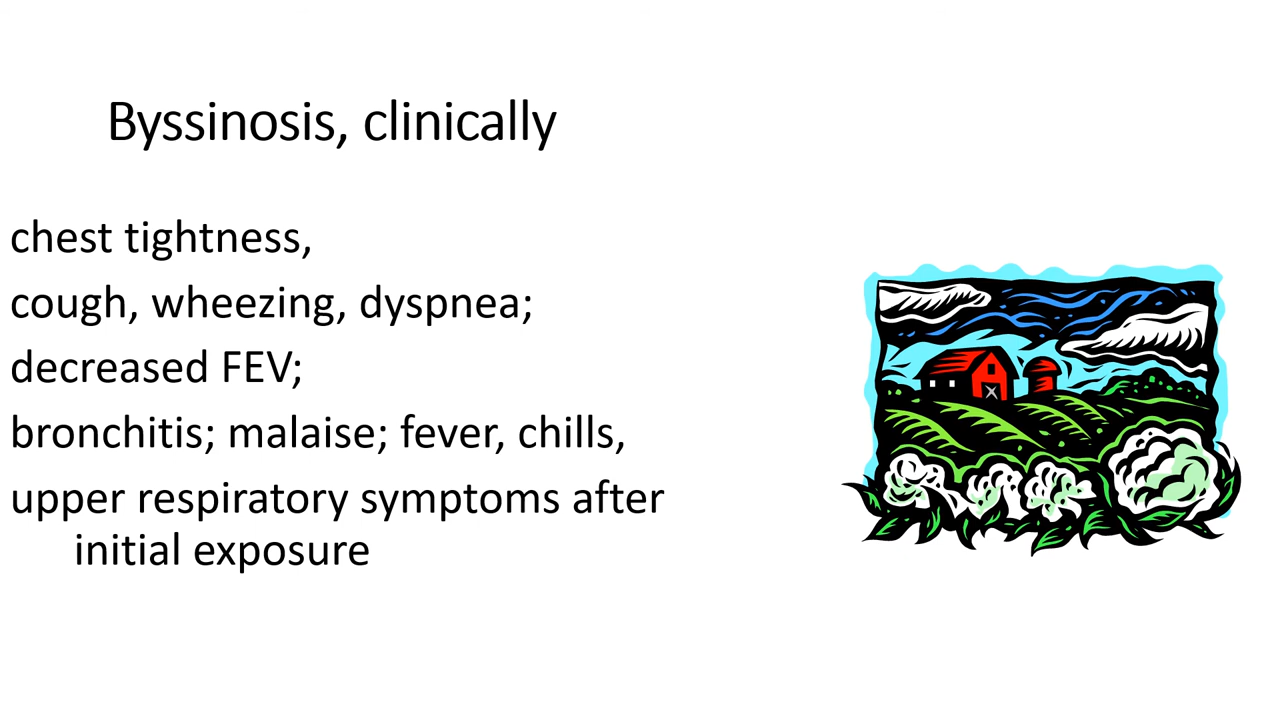 Byssinosis, clinically
chest tightness,
cough, wheezing, dyspnea;
decreased FEV;
bronchitis; malaise; fever, chills,
upper respiratory symptoms after
initial exposure